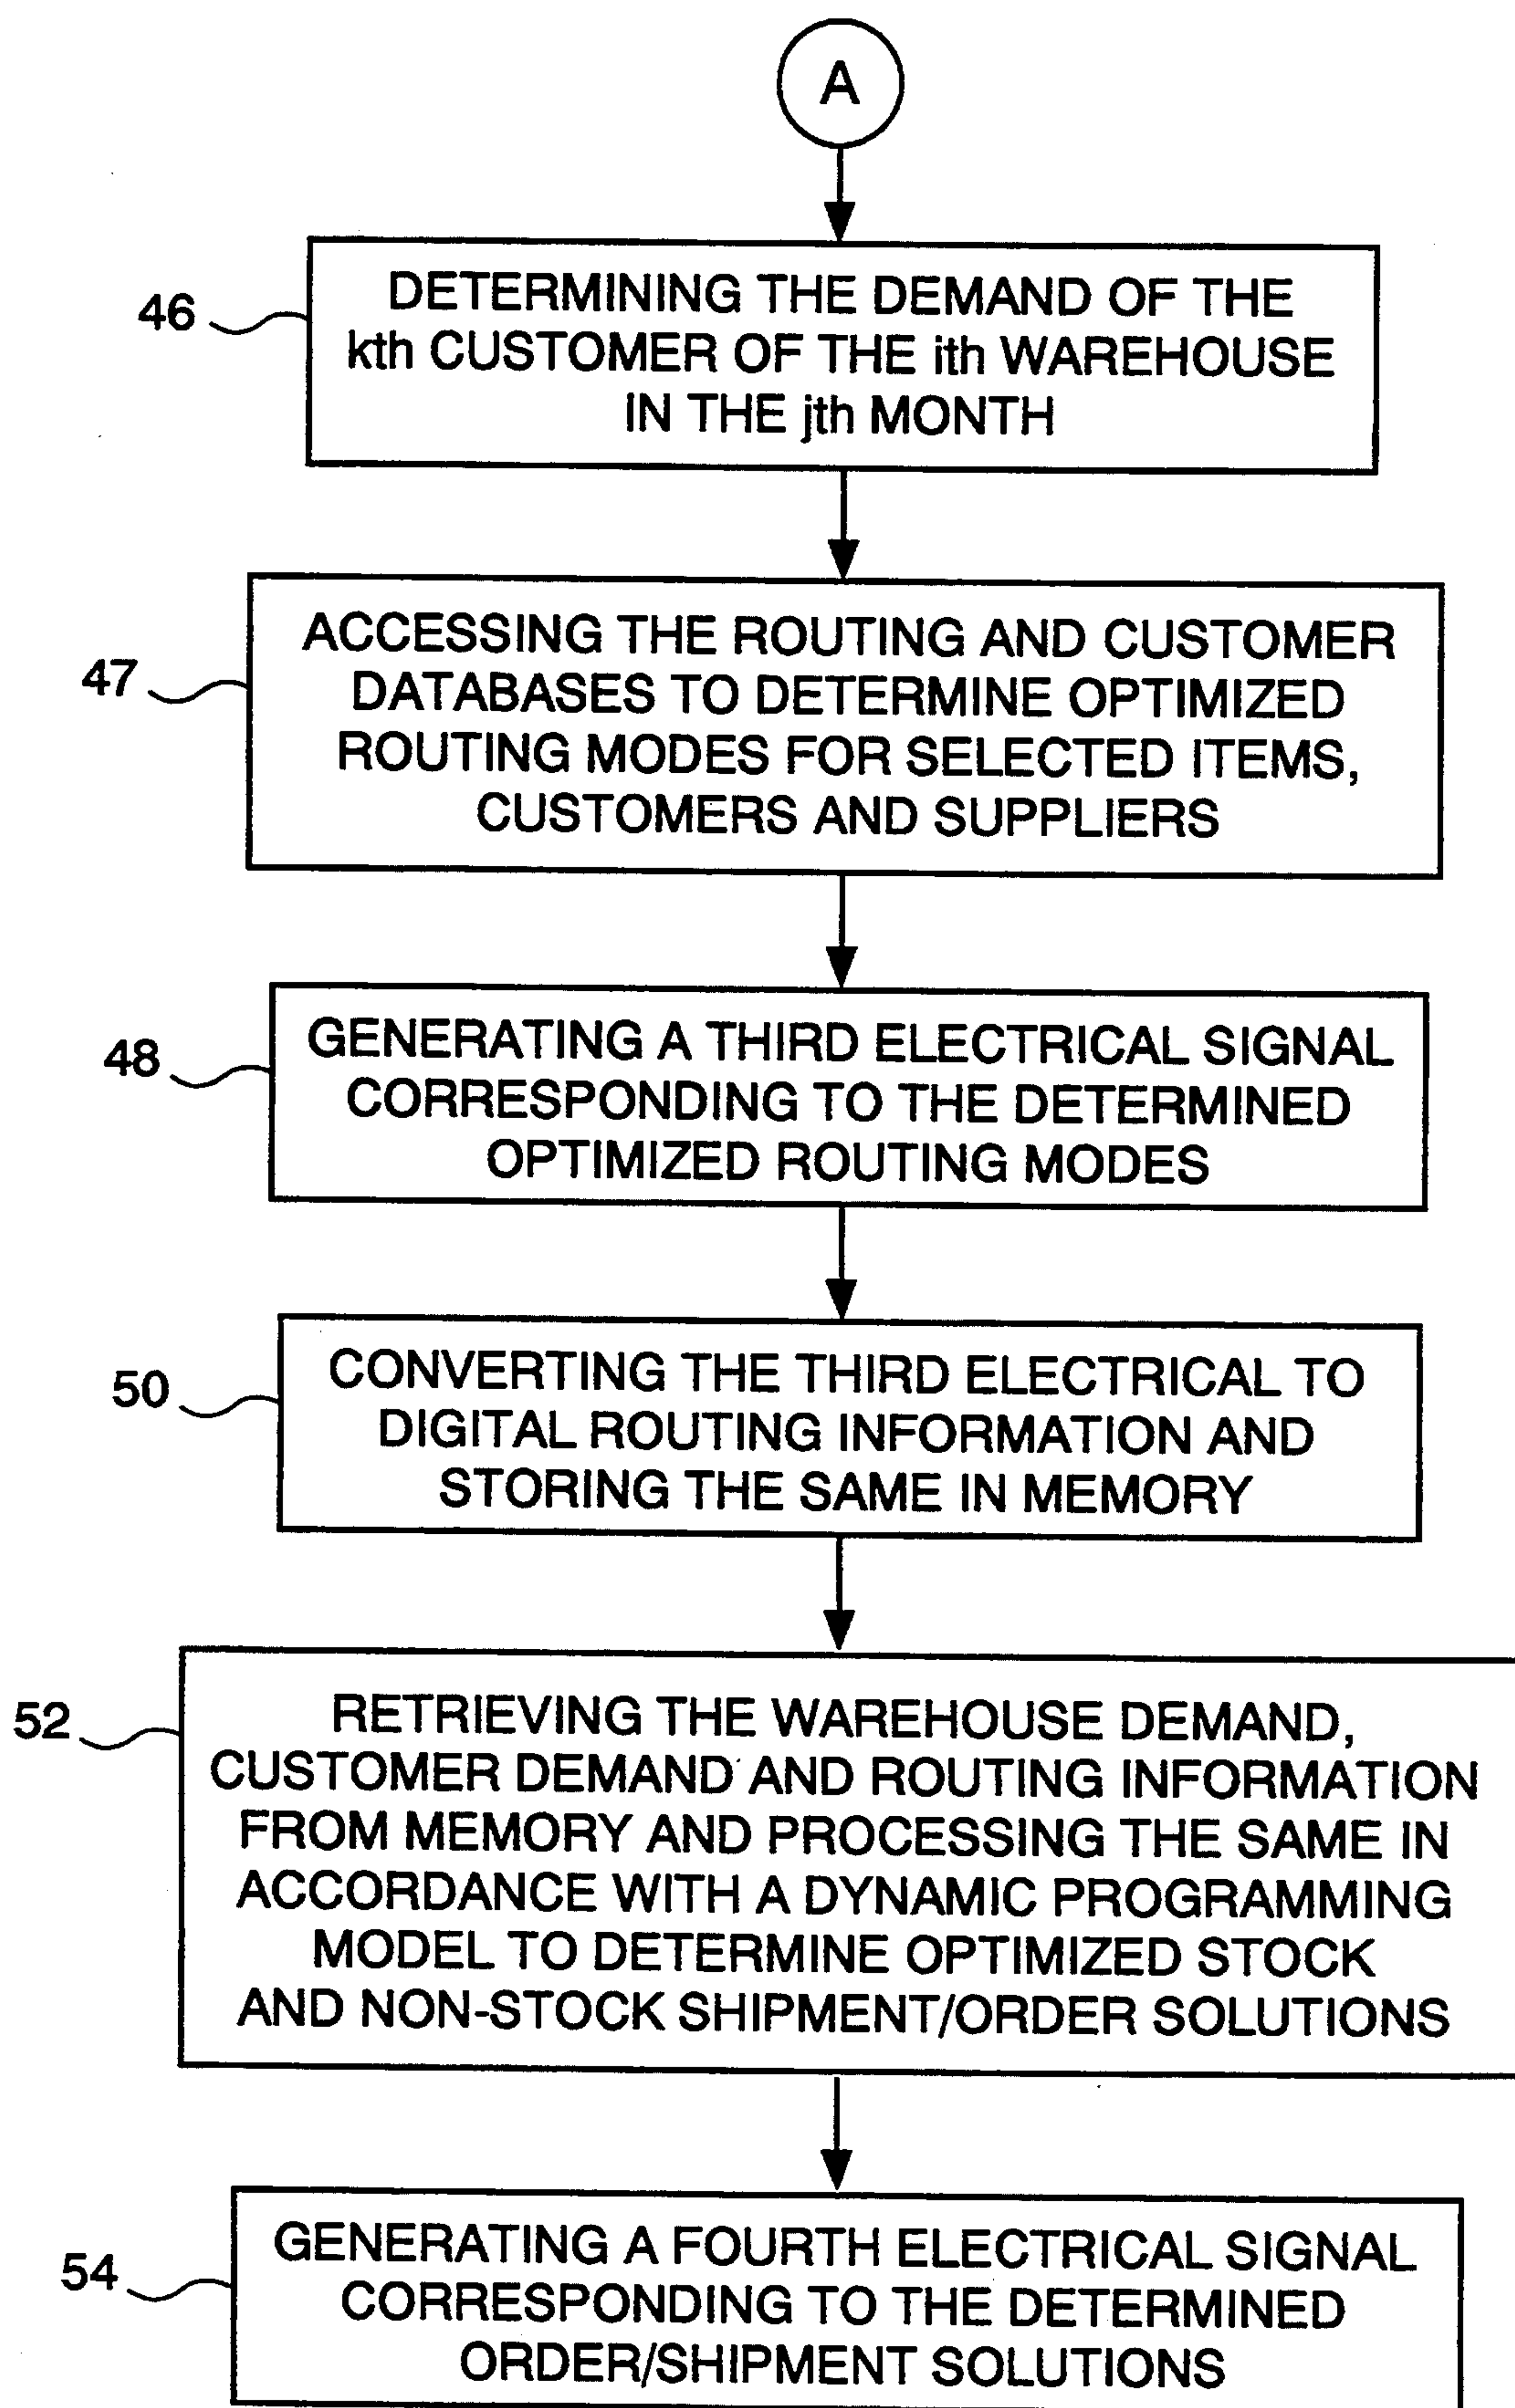 A
46
DETERMINING THE DEMAND OF THE
kth CUSTOMER OF THE ith WAREHOUSE
IN THE jth MONTH
47
ACCESSING THE ROUTING AND CUSTOMER
DATABASES TO DETERMINE OPTIMIZED
ROUTING MODES FOR SELECTED ITEMS,
CUSTOMERS AND SUPPLIERS
48
GENERATING A THIRD ELECTRICAL SIGNAL
CORRESPONDING TO THE DETERMINED
OPTIMIZED ROUTING MODES
50
CONVERTING THE THIRD ELECTRICAL TO
DIGITAL ROUTING INFORMATION AND
STORING THE SAME IN MEMORY
52
RETRIEVING THE WAREHOUSE DEMAND,
CUSTOMER DEMAND AND ROUTING INFORMATION
FROM MEMORY AND PROCESSING THE SAME IN
ACCORDANCE WITH A DYNAMIC PROGRAMMING
MODEL TO DETERMINE OPTIMIZED STOCK
AND NON-STOCK SHIPMENT/ORDER SOLUTIONS
54
GENERATING A FOURTH ELECTRICAL SIGNAL
CORRESPONDING TO THE DETERMINED
ORDER/SHIPMENT SOLUTIONS